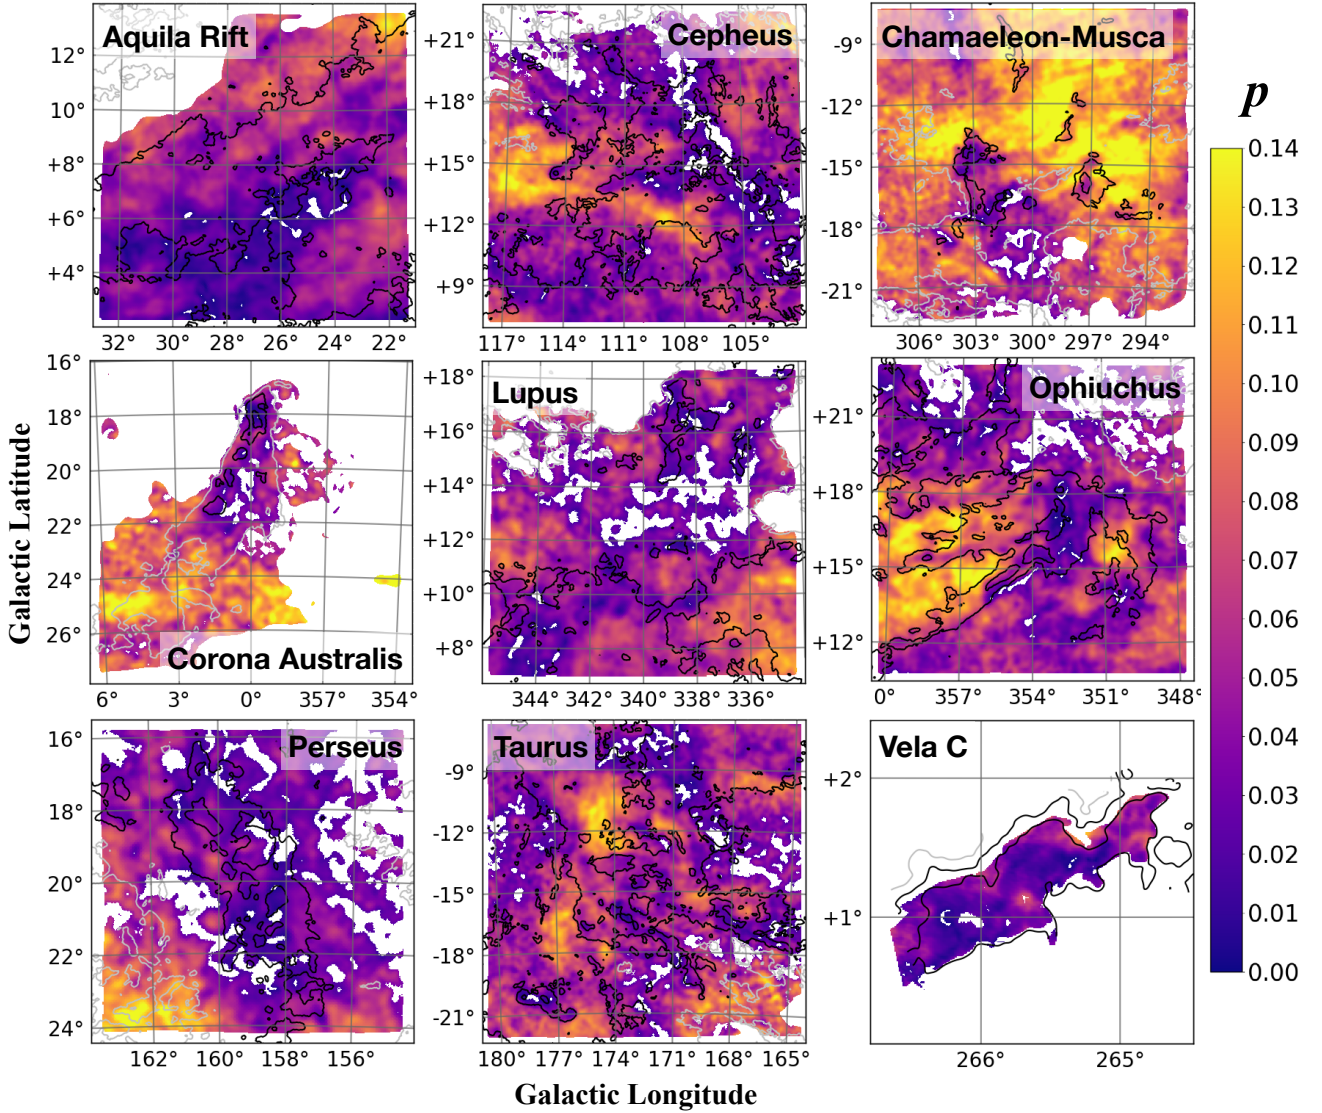 Aquila Rift
12°
10°
+8°
+6°
+4°
32° 30° 28° 26° 24° 22°
Cepheus
+21°
+18°
+15°
+12°
+9°
117° 114° 111° 108° 105°
Chamaeleon-Musca
-9°
-12°
-15°
-18°
-21°
306° 303° 300° 297° 294°
p
0.14
0.13
0.12
0.11
0.10
0.09
0.08
0.07
0.06
0.05
0.04
0.03
0.02
0.01
0.00
Galactic Latitude
16°
18°
20°
22°
24°
26°
Corona Australis
6° 3° 0° 357° 354°
Lupus
+18°
+16°
+14°
+12°
+10°
+8°
344° 342° 340° 338° 336°
Ophiuchus
+21°
+18°
+15°
+12°
0° 357° 354° 351° 348°
Perseus
16°
18°
20°
22°
24°
162° 160° 158° 156°
Taurus
-9°
-12°
-15°
-18°
-21°
180° 177° 174° 171° 168° 165°
Vela C
+2°
+1°
266° 265°
Galactic Longitude